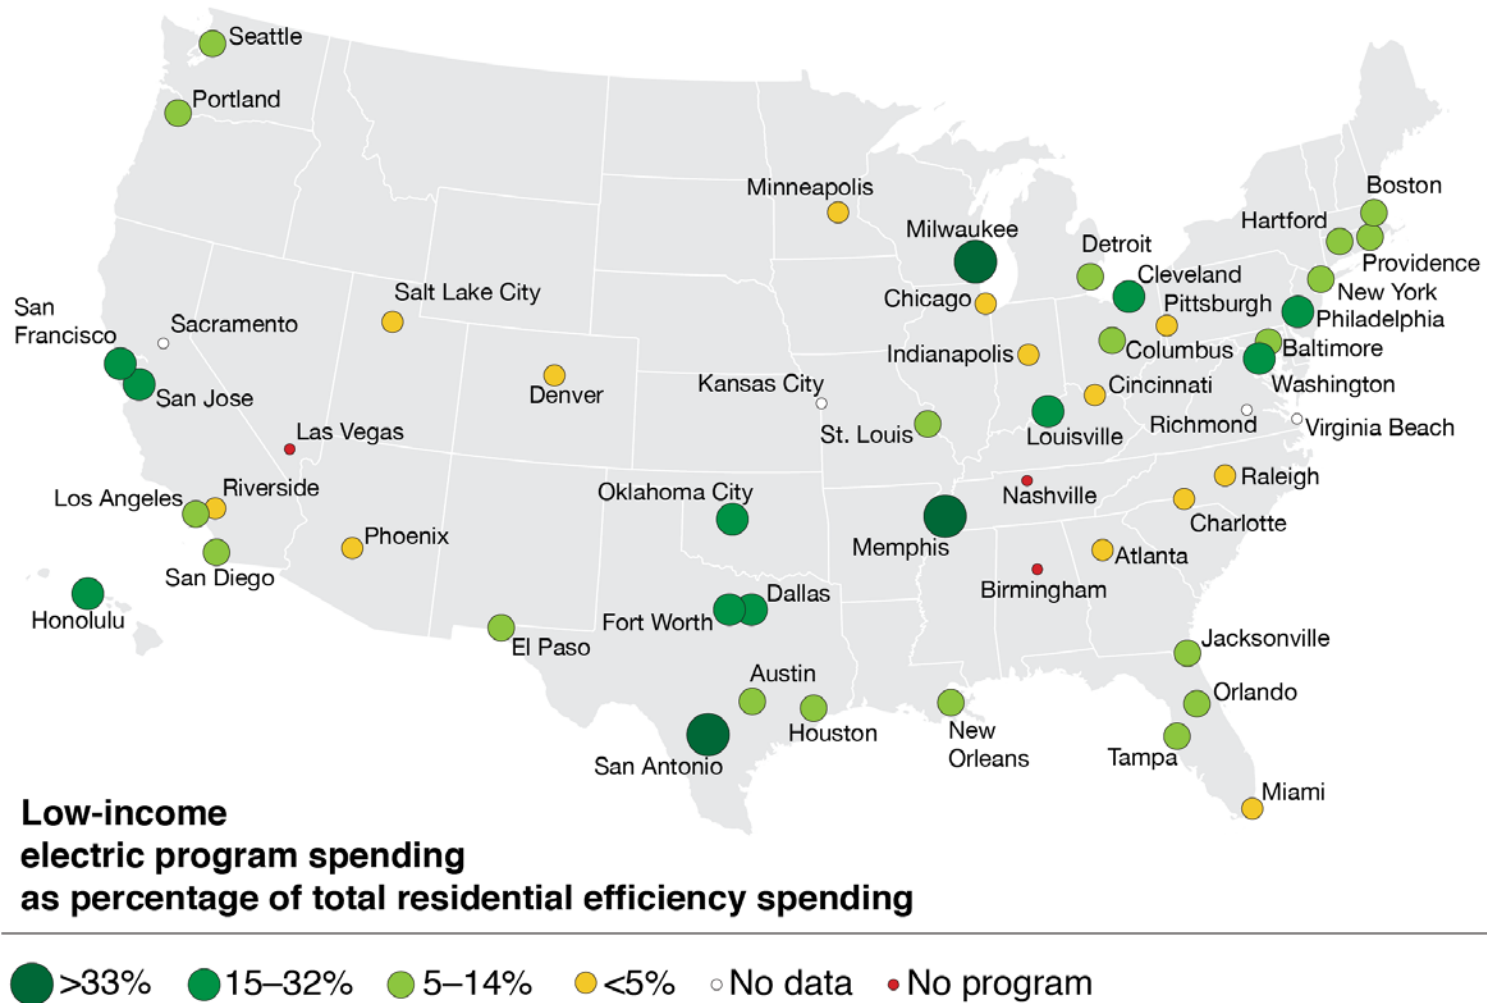 Seattle
Portland
Minneapolis
Boston
Milwaukee
Hartford
Detroit
Providence
Cleveland
Salt Lake City
Chicago
Pittsburgh
New York
San
Francisco
Sacramento
Philadelphia
Indianapolis
Columbus
Baltimore
Kansas City
Cincinnati
Washington
Denver
San Jose
Las Vegas
St. Louis
Louisville
Richmond
Virginia Beach
Los Angeles
Riverside
Oklahoma City
Nashville
Raleigh
Phoenix
Charlotte
Memphis
Atlanta
San Diego
Birmingham
Honolulu
Dallas
Fort Worth
El Paso
Jacksonville
Austin
Orlando
Houston
New
Orleans
San Antonio
Tampa
Miami
Low-income
electric program spending
as percentage of total residential efficiency spending
>33% 15–32% 5–14% <5% No data No program